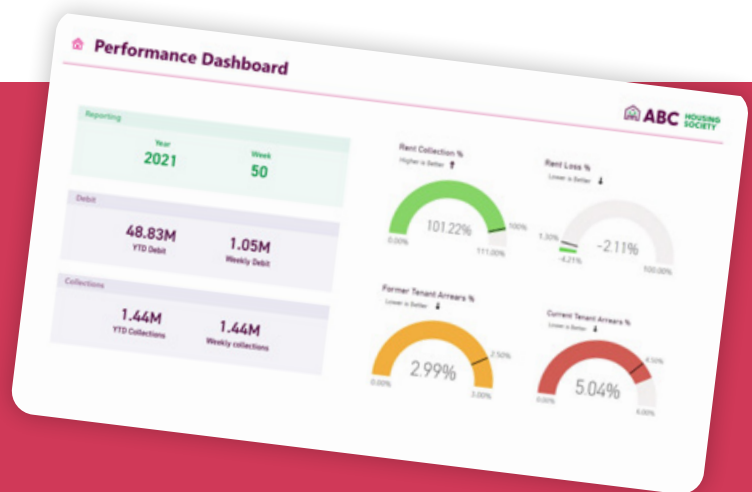 Performance Dashboard
ABC HOUSING
SOCIETY
Reporting
Year
Week
2021
50
Debit
48.83M
1.05M
YTD Debit
Weekly Debit
Collections
1.44M
1.44M
YTD Collections
Weekly collections
Rent Collection %
Higher is Better
101.22%
100%
0.00%
111.00%
Rent Loss %
Lower is Better
1.30%
-2.11%
-4.21%
100.00%
Former Tenant Arrears %
Lower is Better
2.50%
2.99%
0.00%
3.00%
Current Tenant Arrears %
Lower is Better
4.50%
5.04%
0.00%
6.00%